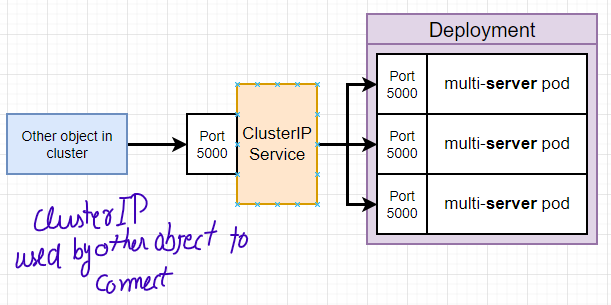 Deployment
Port
5000
multi-server pod
Other object in
cluster
Port
5000
ClusterIP
Service
Port
5000
multi-server pod
Port
5000
multi-server pod
clusterIP
used by other object to
connect